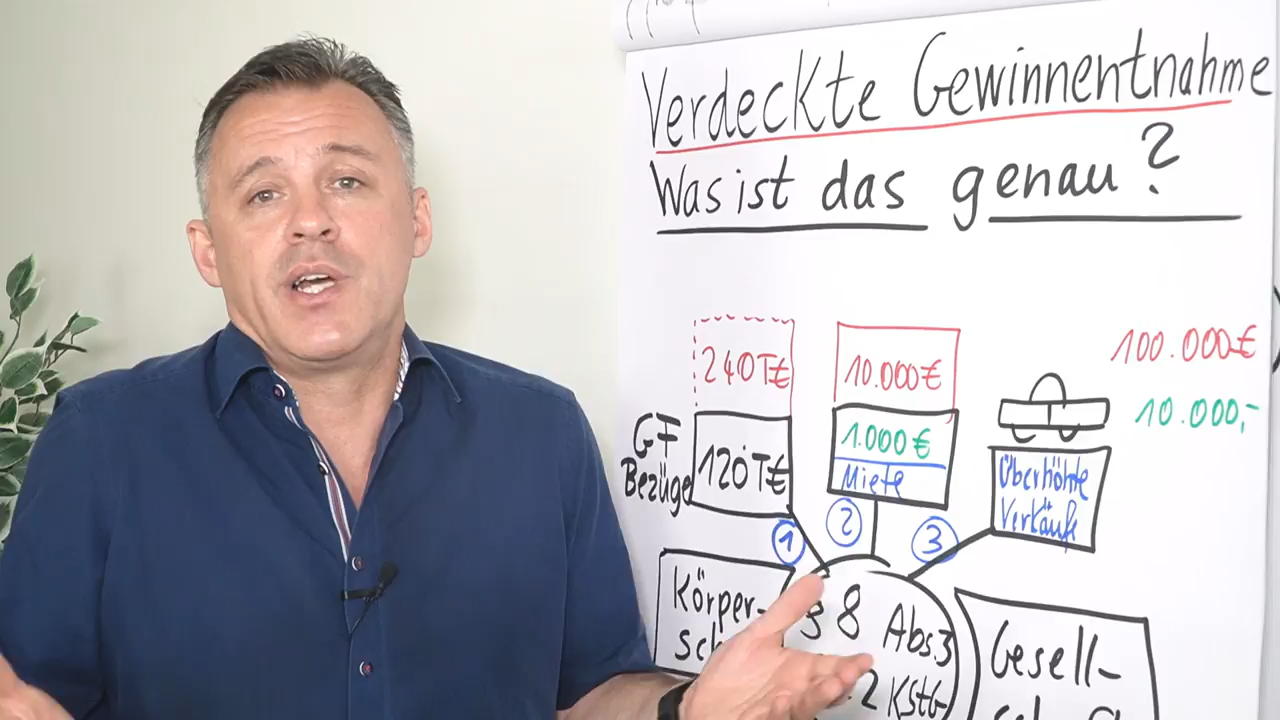 Verdeckte Gewinnentnahme
Was ist das genau?
240T€
10.000€
100.000€
10.000,-
GF
Bezüge
120T€
1.000€
Miete
Überhöhte
Verkäufe
1
2
3
Körper-
§ 8 Abs.3
2 KStG
Gesell-